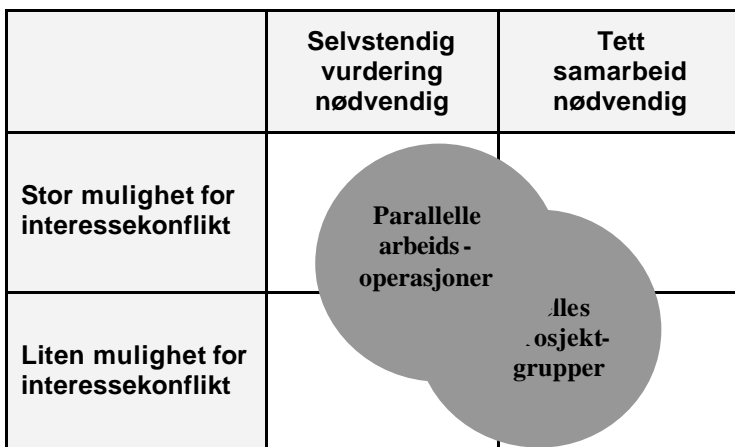 Selvstendig
vurdering
nødvendig
Tett
samarbeid
nødvendig
Stor mulighet for
interessekonflikt
Parallelle
arbeids-
operasjoner
Liten mulighet for
interessekonflikt
grupper